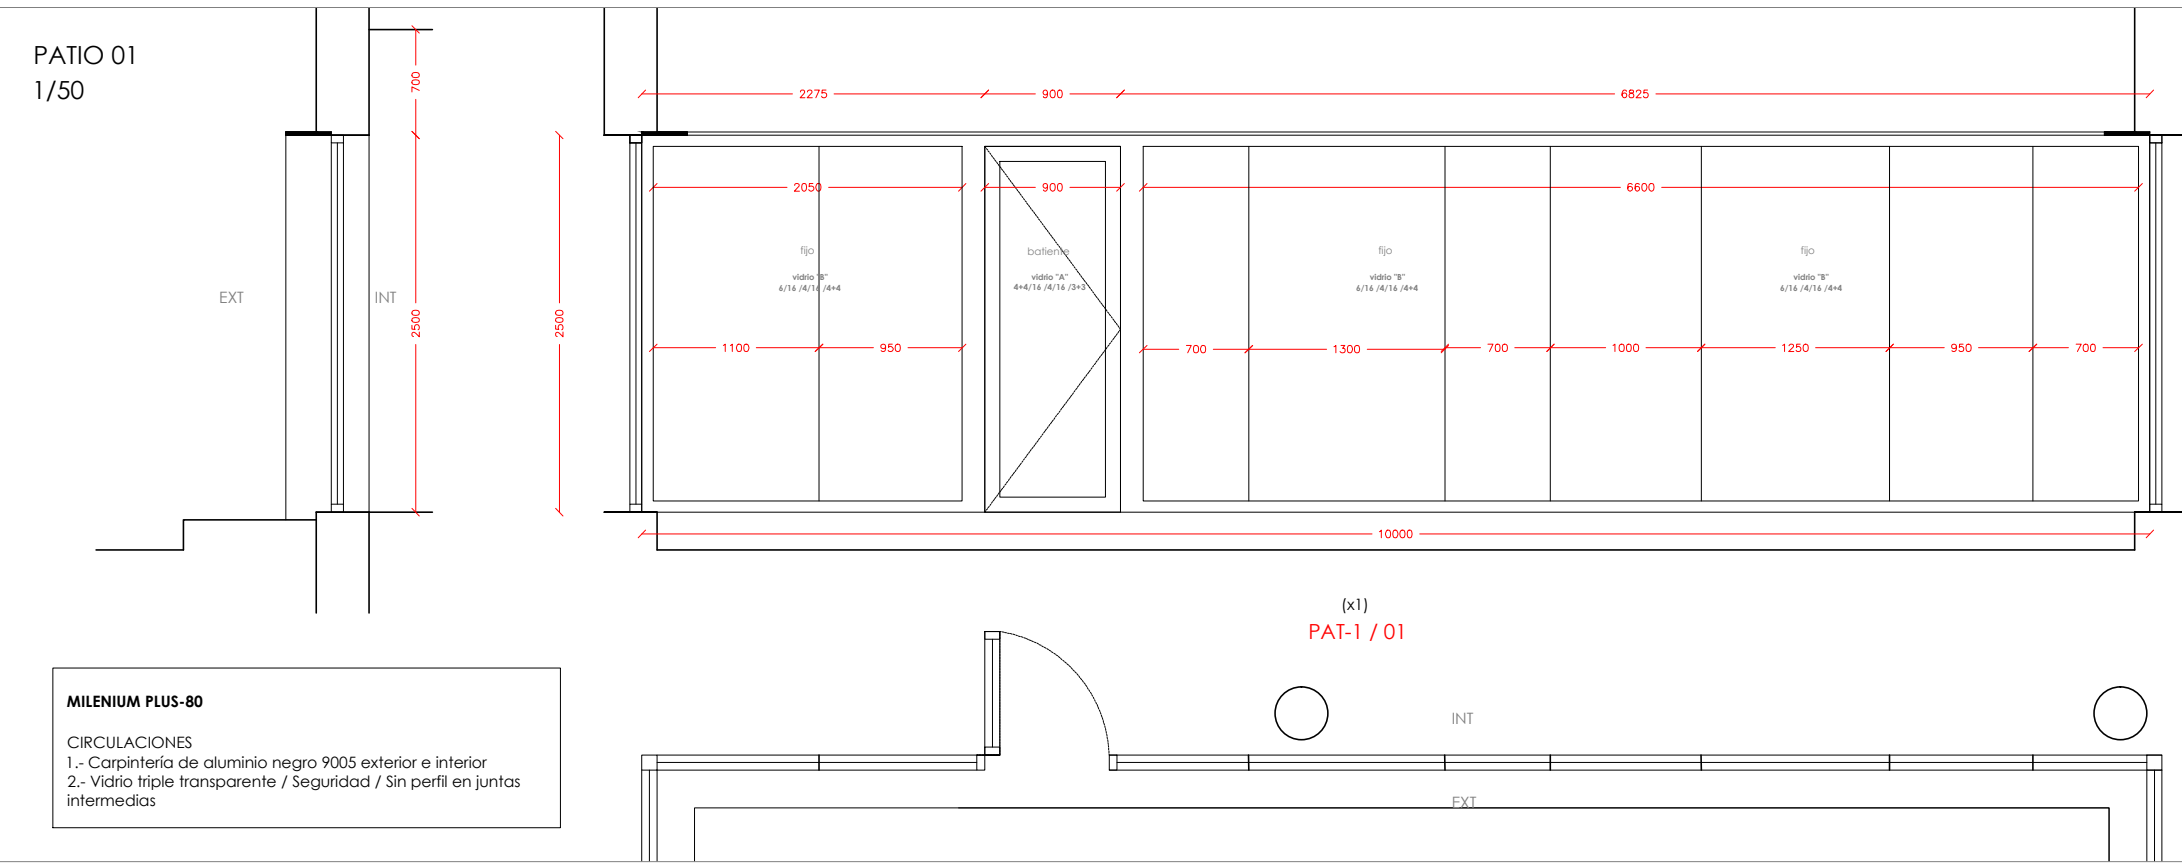 PATIO 01
1/50
700
2275
900
6825
2050
900
6600
fijo
vidrio "B"
6/16 /4/16 /4+4
batiente
vidrio "A"
4+4/16 /4/16 /3+3
fijo
vidrio "B"
6/16 /4/16 /4+4
fijo
vidrio "B"
6/16 /4/16 /4+4
EXT
INT
2500
2500
1100
950
700
1300
700
1000
1250
950
700
10000
(x1)
PAT-1 / 01
MILENIUM PLUS-80
CIRCULACIONES
1.- Carpintería de aluminio negro 9005 exterior e interior
2.- Vidrio triple transparente / Seguridad / Sin perfil en juntas
intermedias
INT
EXT